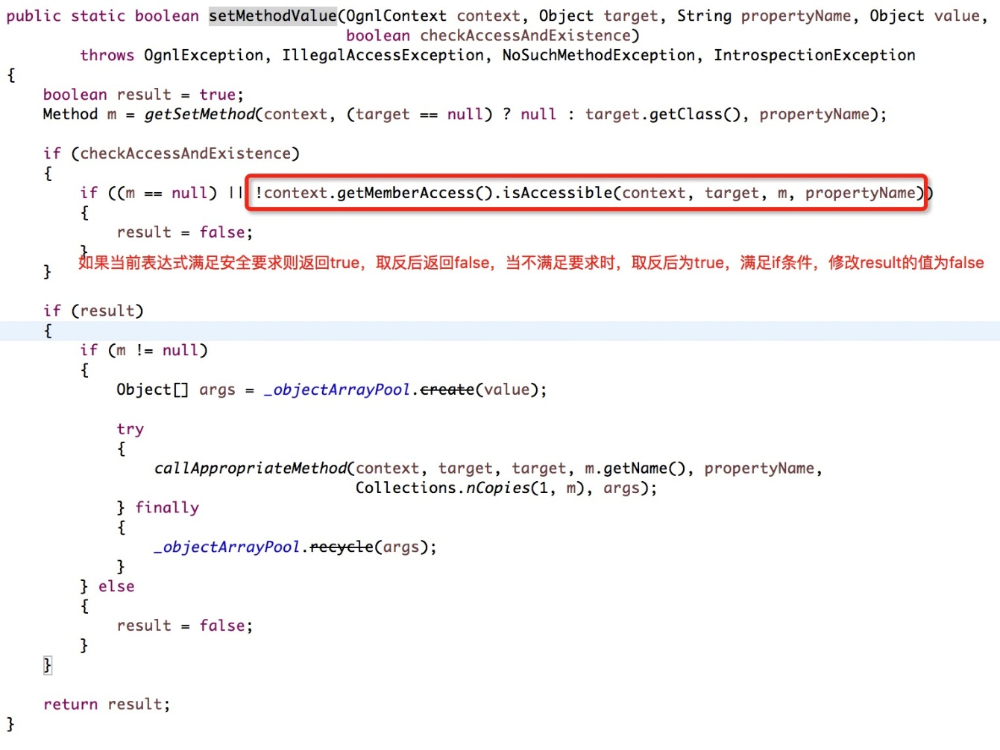 public static boolean setMethodValue(OgnlContext context, Object target, String propertyName, Object value,
boolean checkAccessAndExistence)
throws OgnlException, IllegalAccessException, NoSuchMethodException, IntrospectionException
{
boolean result = true;
Method m = getSetMethod(context, (target == null) ? null : target.getClass(), propertyName);
if (checkAccessAndExistence)
{
if ((m == null) || !context.getMemberAccess().isAccessible(context, target, m, propertyName))
{
result = false;
}
如果当前表达式满足安全要求则返回true，取反后返回false，当不满足要求时，取反后为true，满足if条件，修改result的值为false
}
if (result)
{
if (m != null)
{
Object[] args = _objectArrayPool.create(value);
try
{
callAppropriateMethod(context, target, target, m.getName(), propertyName,
Collections.nCopies(1, m), args);
} finally
{
_objectArrayPool.recycle(args);
}
} else
{
result = false;
}
}
return result;
}